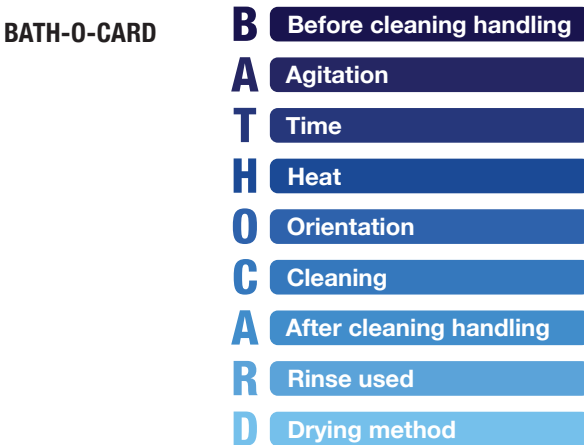 BATH-O-CARD
B Before cleaning handling
A Agitation
T Time
H Heat
O Orientation
C Cleaning
A After cleaning handling
R Rinse used
D Drying method